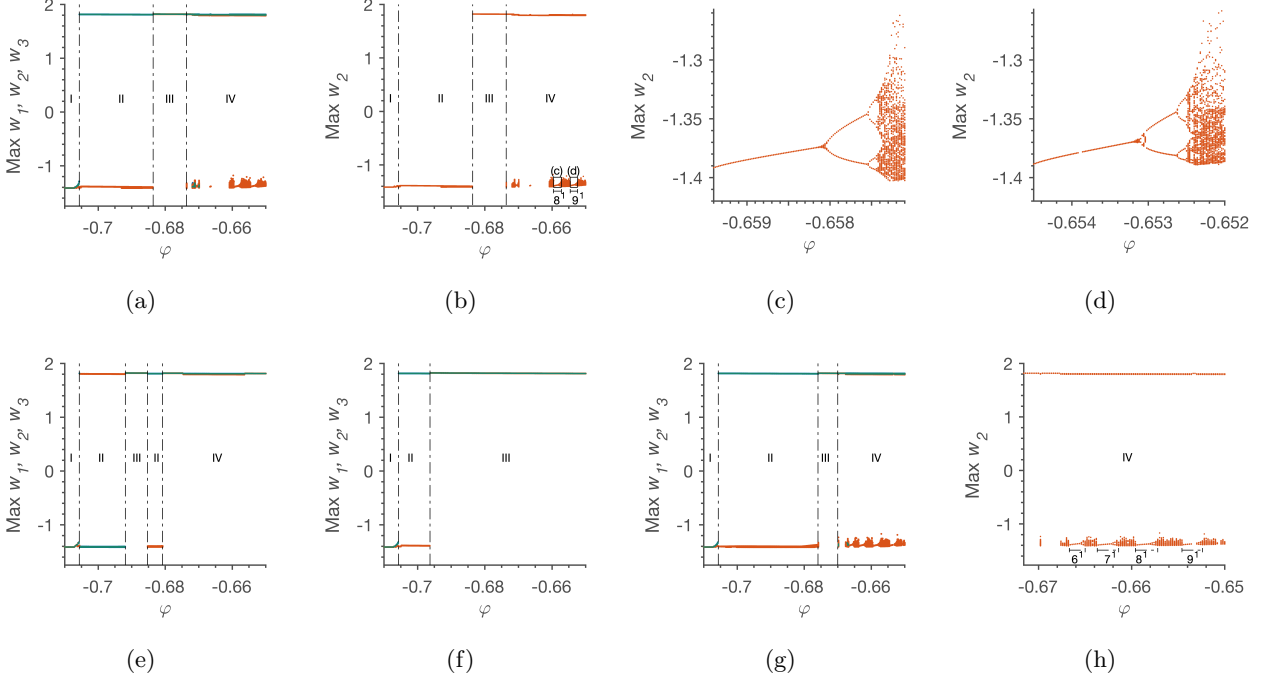 2
1
0
-1
Max w1, w2, w3
I
II
III
IV
-0.7
-0.68
-0.66
φ
(a)
2
1
0
-1
Max w2
I
II
III
IV
(c)
(d)
8^1
9^1
-0.7
-0.68
-0.66
φ
(b)
-1.3
-1.35
-1.4
Max w2
-0.659
-0.658
φ
(c)
-1.3
-1.35
-1.4
Max w2
-0.654
-0.653
-0.652
φ
(d)
2
1
0
-1
Max w1, w2, w3
I
II
III
II
IV
-0.7
-0.68
-0.66
φ
(e)
2
1
0
-1
Max w1, w2, w3
I
II
III
-0.7
-0.68
-0.66
φ
(f)
2
1
0
-1
Max w1, w2, w3
I
II
III
IV
-0.7
-0.68
-0.66
φ
(g)
2
1
0
-1
Max w2
IV
6^1
7^1
8^1
9^1
-0.67
-0.66
-0.65
φ
(h)